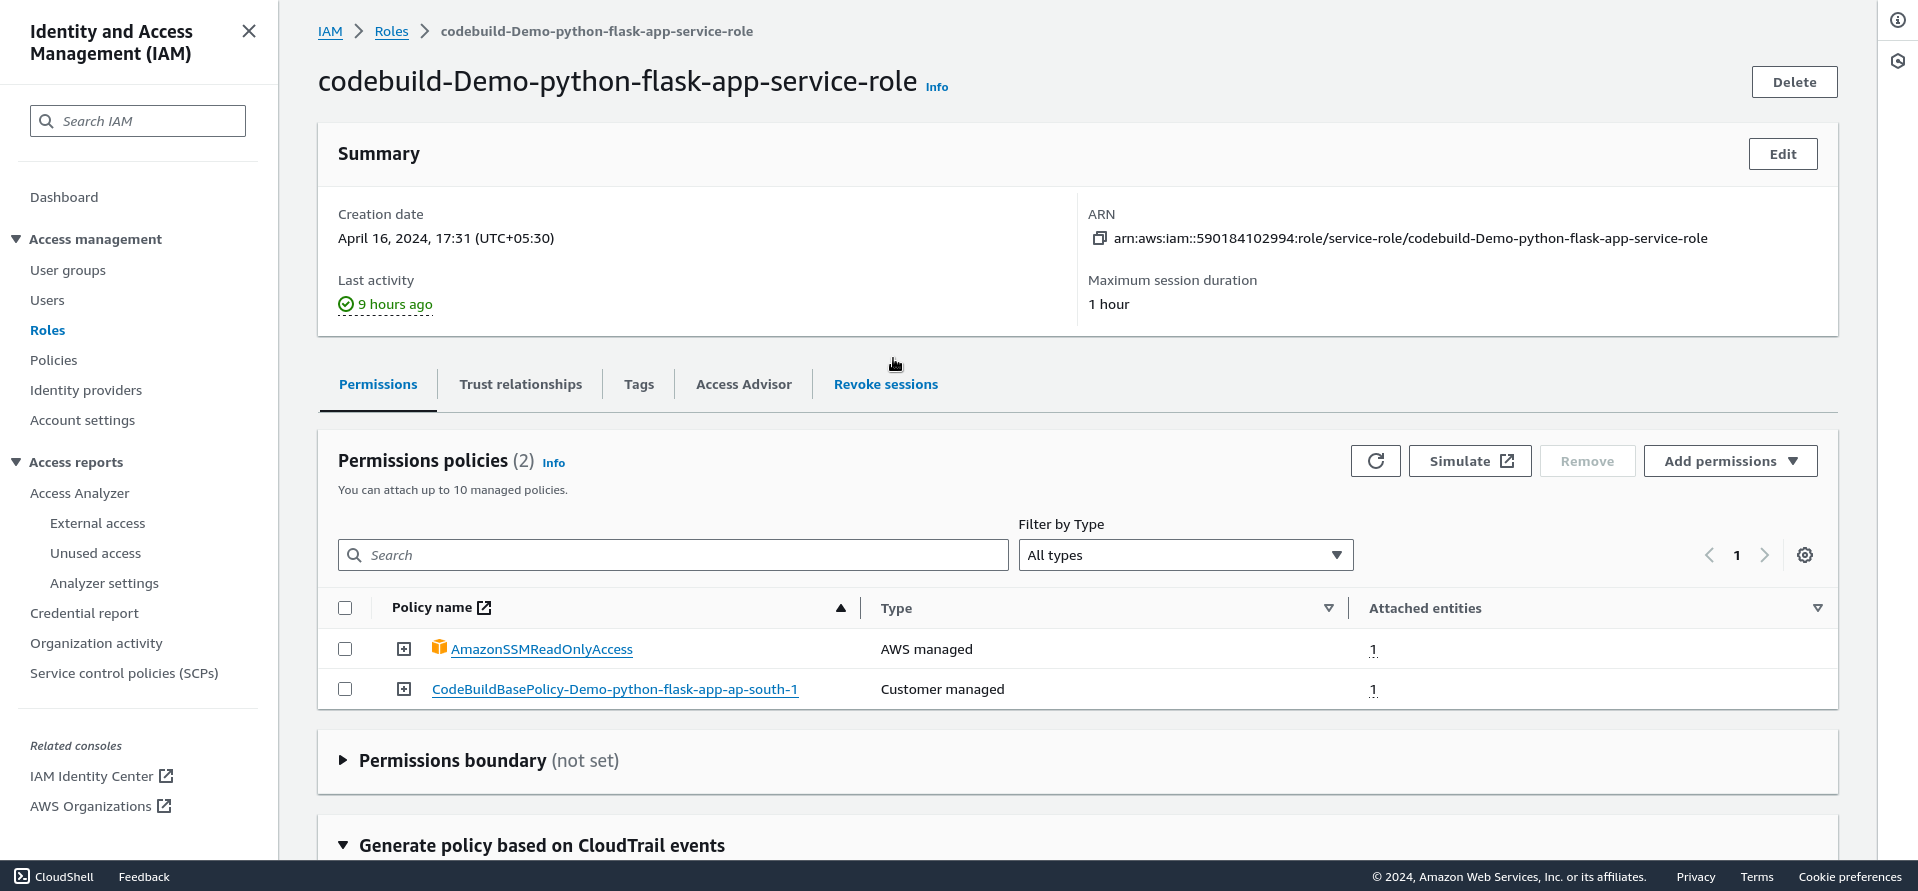 Identity and Access
Management (IAM)
Search IAM
Dashboard
Access management
User groups
Users
Roles
Policies
Identity providers
Account settings
Access reports
Access Analyzer
External access
Unused access
Analyzer settings
Credential report
Organization activity
Service control policies (SCPs)
Related consoles
IAM Identity Center
AWS Organizations
IAM Roles codebuild-Demo-python-flask-app-service-role
codebuild-Demo-python-flask-app-service-role Info
Delete
Summary
Edit
Creation date
April 16, 2024, 17:31 (UTC+05:30)
ARN
arn:aws:iam::590184102994:role/service-role/codebuild-Demo-python-flask-app-service-role
Last activity
9 hours ago
Maximum session duration
1 hour
Permissions Trust relationships Tags Access Advisor Revoke sessions
Permissions policies (2) Info
You can attach up to 10 managed policies.
Simulate Remove Add permissions
Filter by Type
Search All types 1
Policy name Type Attached entities
AmazonSSMReadOnlyAccess AWS managed 1
CodeBuildBasePolicy-Demo-python-flask-app-ap-south-1 Customer managed 1
Permissions boundary (not set)
Generate policy based on CloudTrail events
CloudShell Feedback © 2024, Amazon Web Services, Inc. or its affiliates. Privacy Terms Cookie preferences